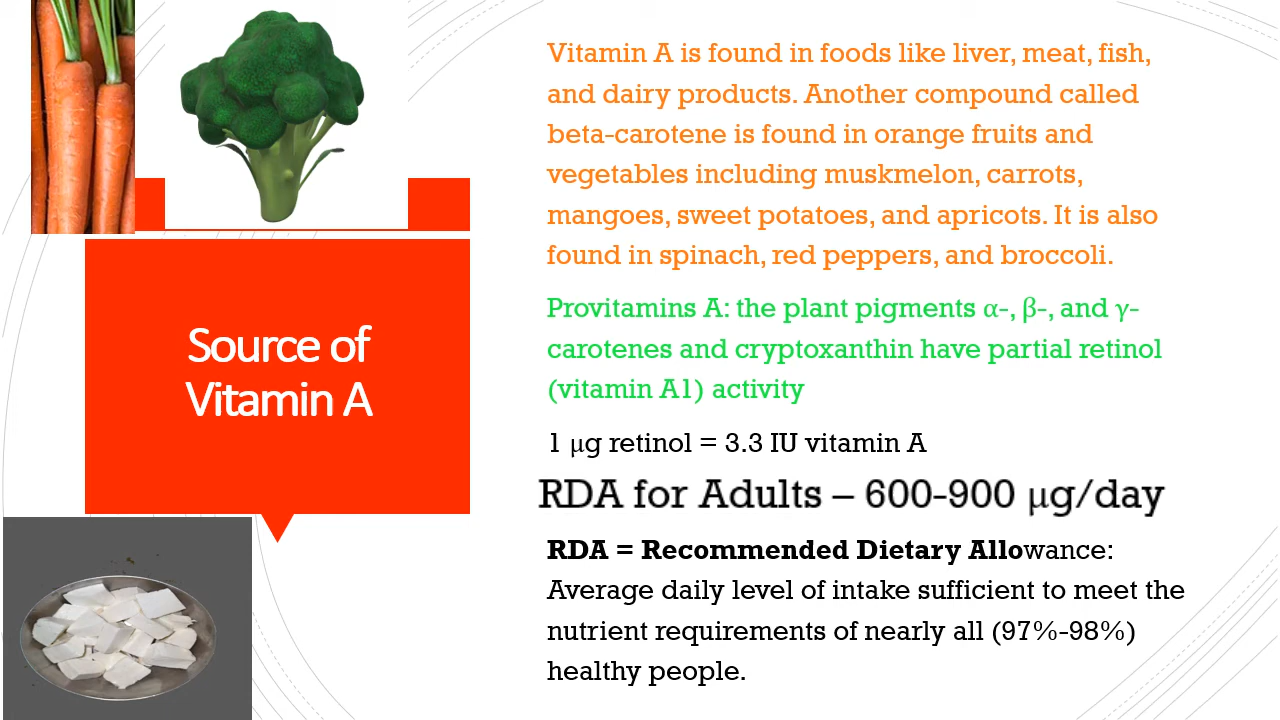 Source of
Vitamin A
Vitamin A is found in foods like liver, meat, fish,
and dairy products. Another compound called
beta-carotene is found in orange fruits and
vegetables including muskmelon, carrots,
mangoes, sweet potatoes, and apricots. It is also
found in spinach, red peppers, and broccoli.
Provitamins A: the plant pigments α-, β-, and γ-
carotenes and cryptoxanthin have partial retinol
(vitamin A1) activity
1 μg retinol = 3.3 IU vitamin A
RDA for Adults – 600-900 μg/day
RDA = Recommended Dietary Allowance:
Average daily level of intake sufficient to meet the
nutrient requirements of nearly all (97%-98%)
healthy people.